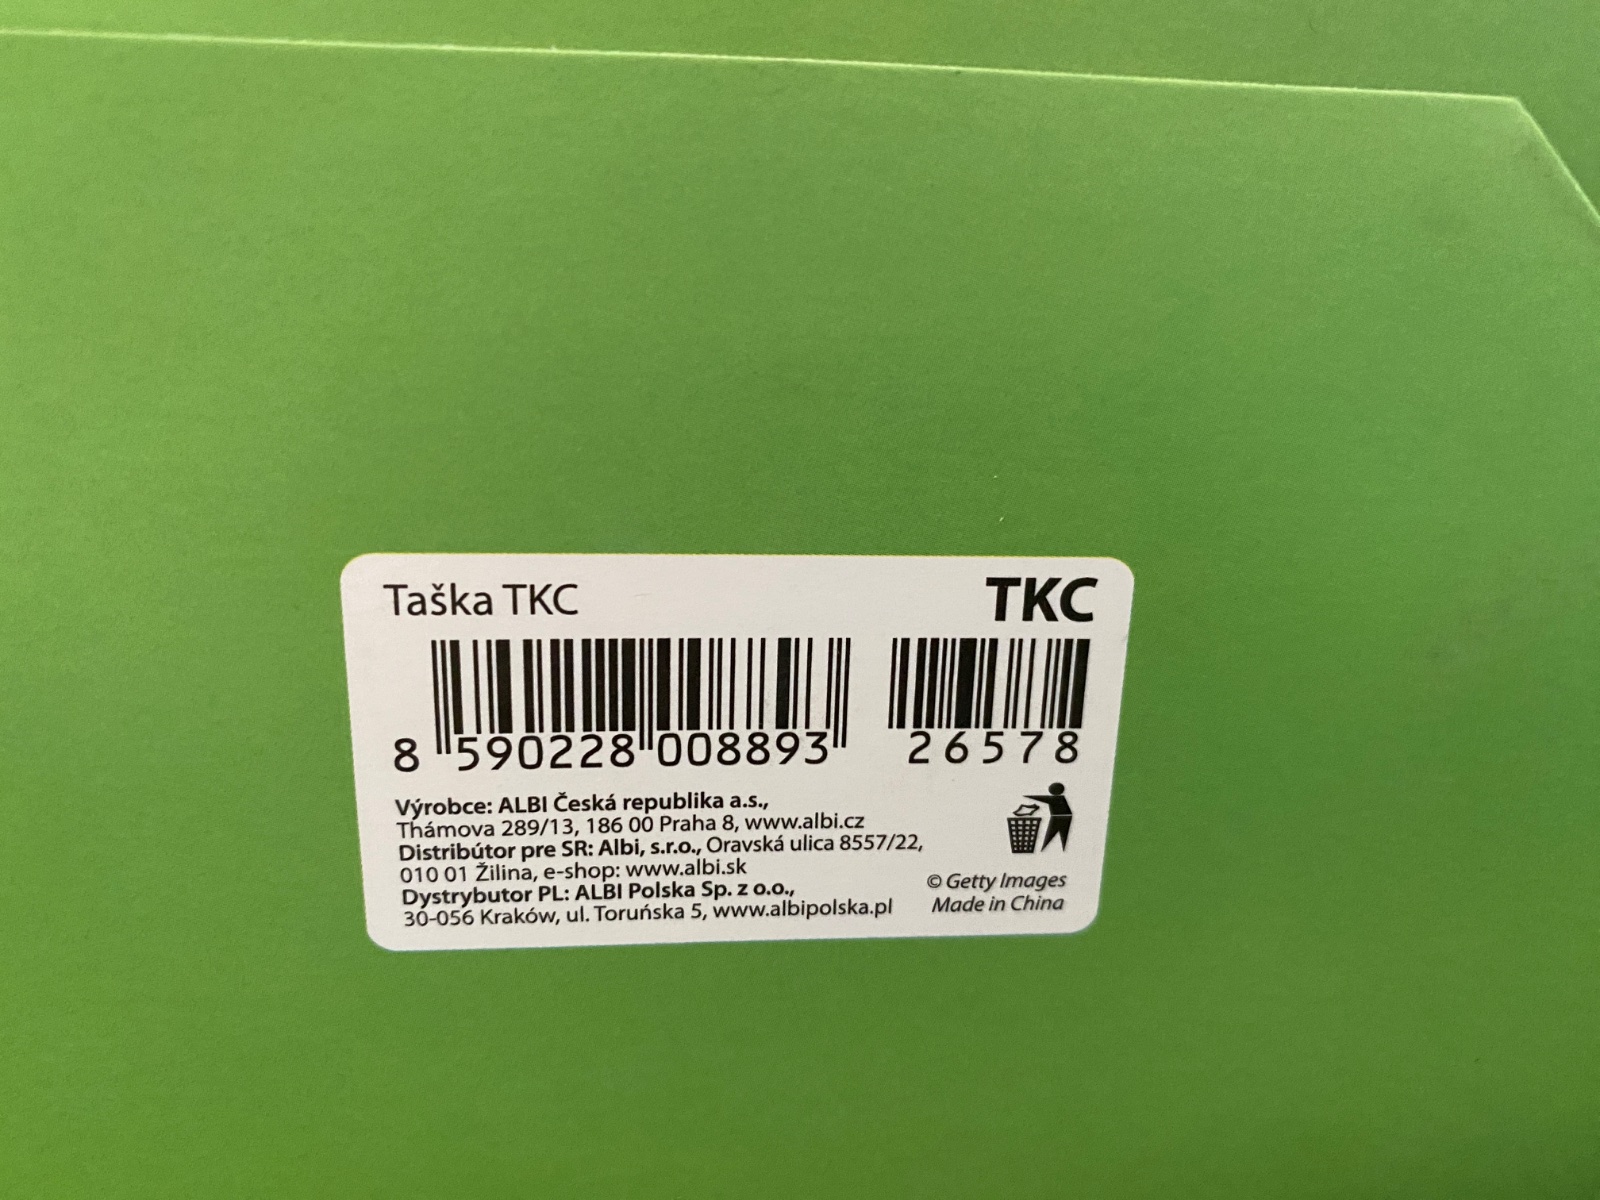 Taška TKC
TKC
8 590228 008893
26578
Výrobce: ALBI Česká republika a.s.,
Thámova 289/13, 186 00 Praha 8, www.albi.cz
Distribútor pre SR: Albi, s.r.o., Oravská ulica 8557/22,
010 01 Žilina, e-shop: www.albi.sk
Dystrybutor PL: ALBI Polska Sp. z o.o.,
30-056 Kraków, ul. Toruńska 5, www.albipolska.pl
© Getty Images
Made in China